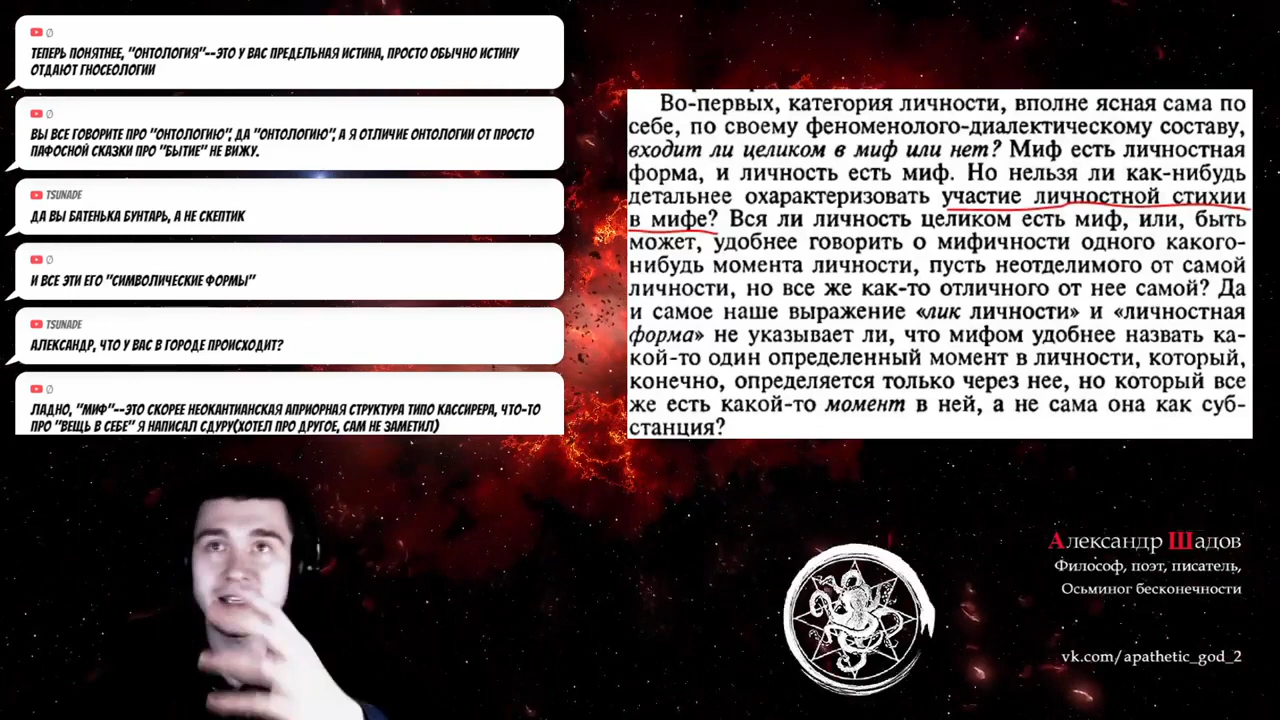 Ø
ТЕПЕРЬ ПОНЯТНЕЕ, "ОНТОЛОГИЯ"--ЭТО У ВАС ПРЕДЕЛЬНАЯ ИСТИНА, ПРОСТО ОБЫЧНО ИСТИНУ
ОТДАЮТ ГНОСЕОЛОГИИ
Ø
ВЫ ВСЕ ГОВОРИТЕ ПРО "ОНТОЛОГИЮ", ДА "ОНТОЛОГИЮ", А Я ОТЛИЧИЕ ОНТОЛОГИИ ОТ ПРОСТО
ПАФОСНОЙ СКАЗКИ ПРО "БЫТИЕ" НЕ ВИЖУ.
TSUNADE
ДА ВЫ БАТЕНЬКА БУНТАРЬ, А НЕ СКЕПТИК
Ø
И ВСЕ ЭТИ ЕГО "СИМВОЛИЧЕСКИЕ ФОРМЫ"
TSUNADE
АЛЕКСАНДР, ЧТО У ВАС В ГОРОДЕ ПРОИСХОДИТ?
Ø
ЛАДНО, "МИФ"--ЭТО СКОРЕЕ НЕОКАНТИАНСКАЯ АПРИОРНАЯ СТРУКТУРА ТИПО КАССИРЕРА, ЧТО-ТО
ПРО "ВЕЩЬ В СЕБЕ" Я НАПИСАЛ СДУРУ(ХОТЕЛ ПРО ДРУГОЕ, САМ НЕ ЗАМЕТИЛ)
Во-первых, категория личности, вполне ясная сама по
себе, по своему феноменолого-диалектическому составу,
входит ли целиком в миф или нет? Миф есть личностная
форма, и личность есть миф. Но нельзя ли как-нибудь
детальнее охарактеризовать участие личностной стихии
в мифе? Вся ли личность целиком есть миф, или, быть
может, удобнее говорить о мифичности одного какого-
нибудь момента личности, пусть неотделимого от самой
личности, но все же как-то отличного от нее самой? Да
и самое наше выражение «лик личности» и «личностная
форма» не указывает ли, что мифом удобнее назвать ка-
кой-то один определенный момент в личности, который,
конечно, определяется только через нее, но который все
же есть какой-то момент в ней, а не сама она как суб-
станция?
Александр Шадов
Философ, поэт, писатель,
Осьминог бесконечности
vk.com/apathetic_god_2